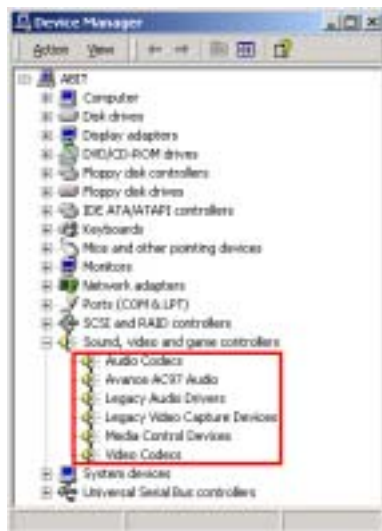 Device Manager
Action View
ABIT
Computer
Disk drives
Display adapters
DVD/CD-ROM drives
Floppy disk controllers
Floppy disk drives
IDE ATA/ATAPI controllers
Keyboards
Mice and other pointing devices
Monitors
Network adapters
Ports (COM & LPT)
SCSI and RAID controllers
Sound, video and game controllers
Audio Codecs
Avance AC97 Audio
Legacy Audio Drivers
Legacy Video Capture Devices
Media Control Devices
Video Codecs
System devices
Universal Serial Bus controllers